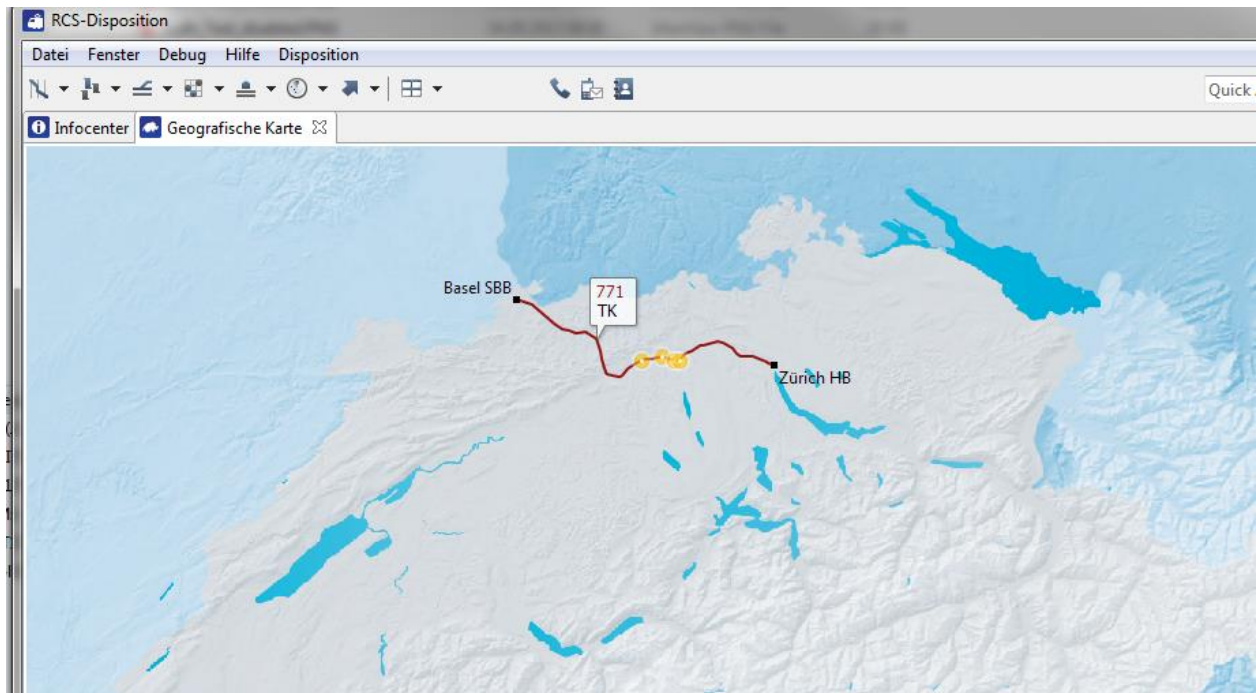 RCS-Disposition
Datei Fenster Debug Hilfe Disposition
Quick
Infocenter Geografische Karte
Basel SBB
771
TK
Zürich HB